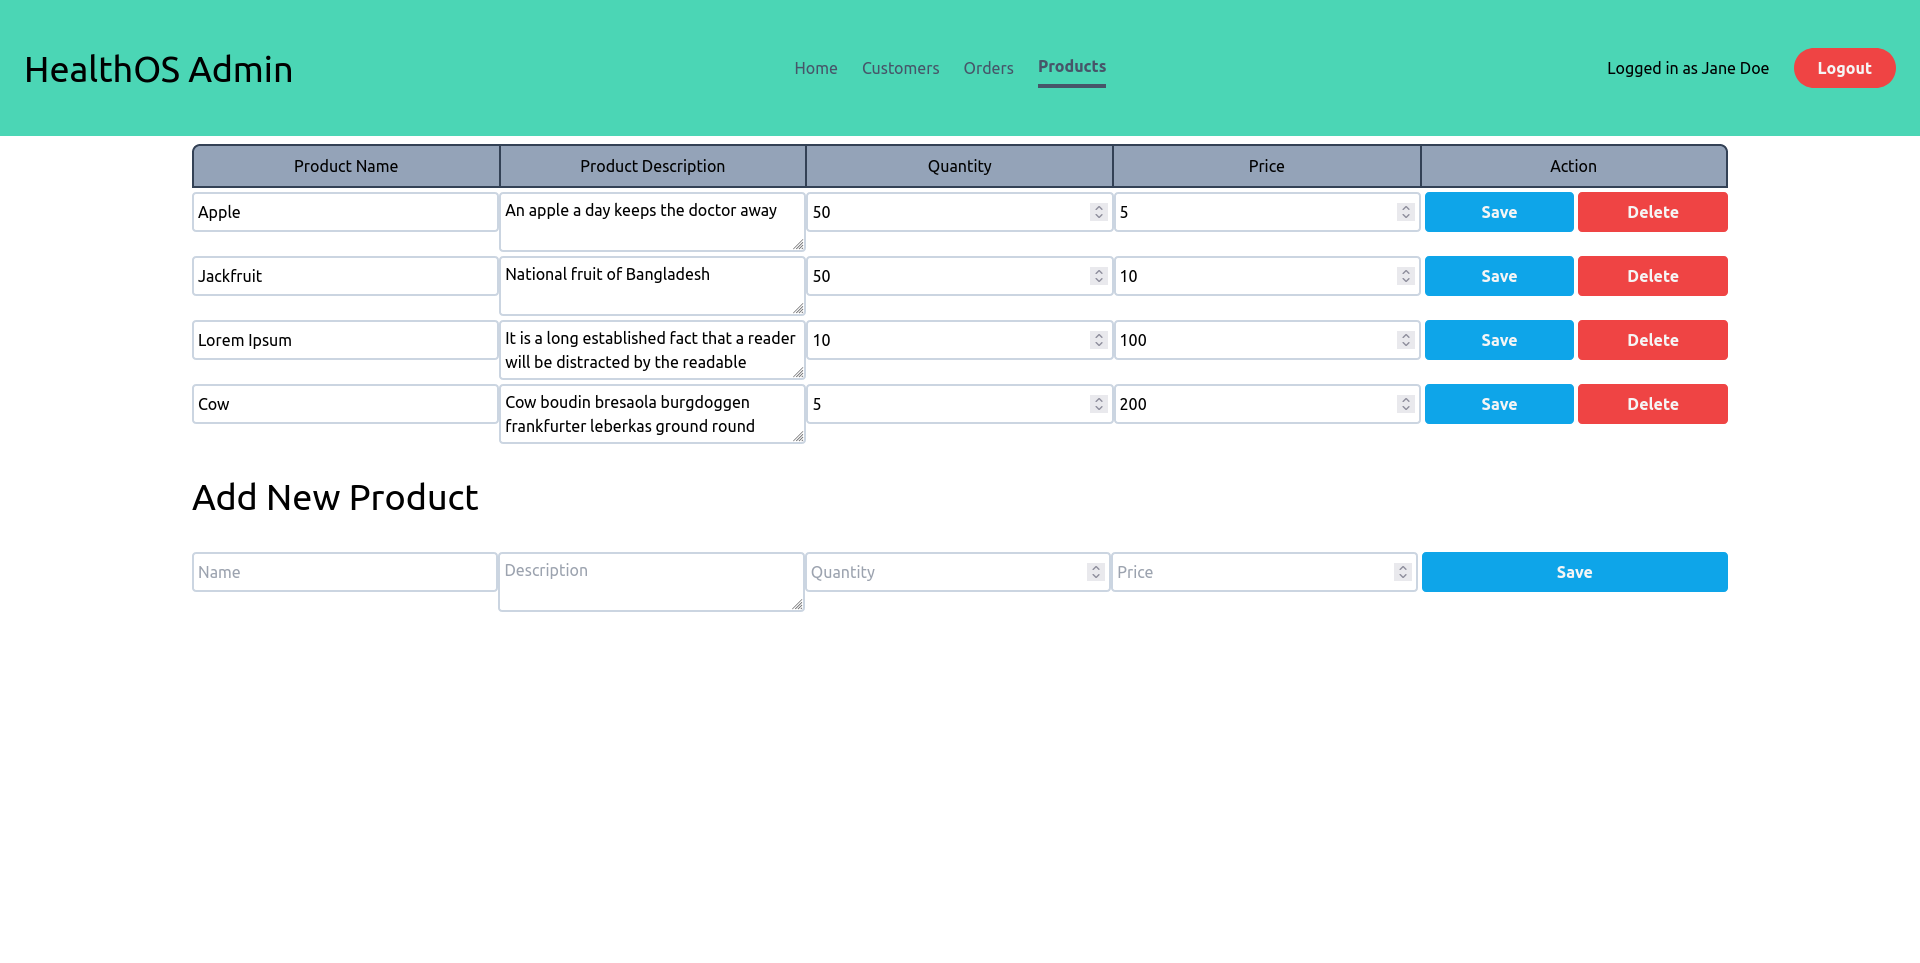 HealthOS Admin
Home Customers Orders Products
Logged in as Jane Doe Logout
Product Name Product Description Quantity Price Action
Apple An apple a day keeps the doctor away 50 5 Save Delete
Jackfruit National fruit of Bangladesh 50 10 Save Delete
Lorem Ipsum It is a long established fact that a reader 10 100 Save Delete
will be distracted by the readable
Cow Cow boudin bresaola burgdoggen 5 200 Save Delete
frankfurter leberkas ground round
Add New Product
Name Description Quantity Price Save